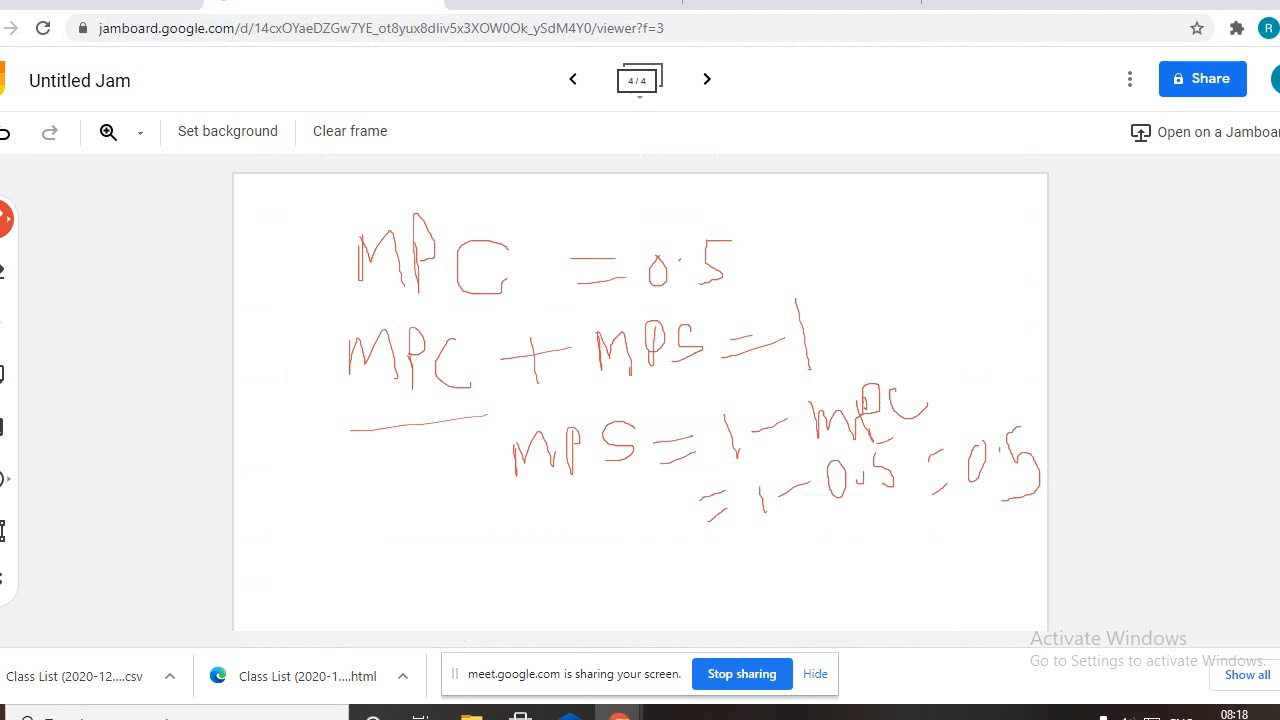 jamboard.google.com/d/14cxOYaeDZGw7YE_ot8yux8dIiv5x3XOW0Ok_ySdM4Y0/viewer?f=3
R
Untitled Jam
4 / 4
Share
Set background
Clear frame
Open on a Jamboar
MPC = 0.5
MPC + MPS = 1
MPS = 1 - MPC
= 1 - 0.5 = 0.5
Activate Windows
Go to Settings to activate Windows.
Class List (2020-12....csv
Class List (2020-1....html
meet.google.com is sharing your screen.
Stop sharing
Hide
Show all
08:18